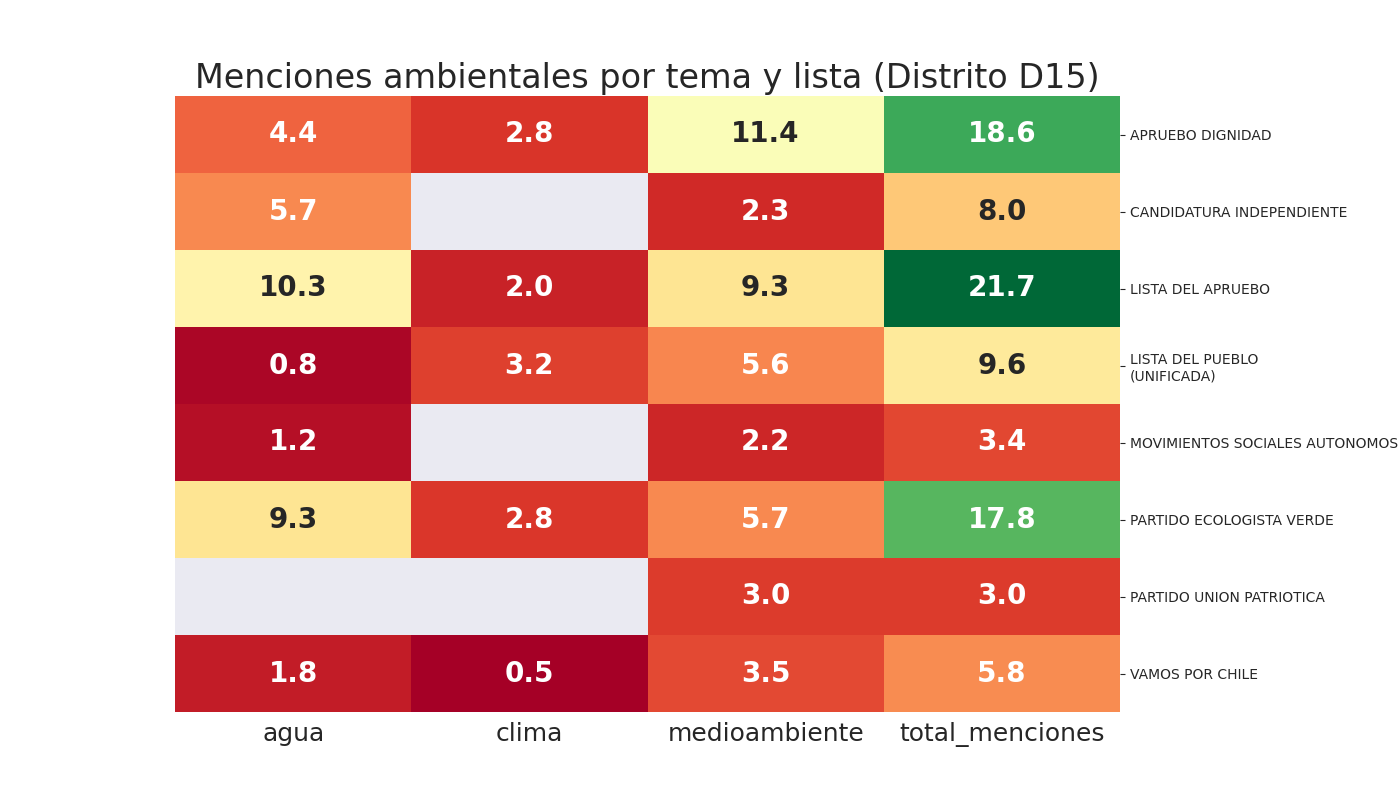 Menciones ambientales por tema y lista (Distrito D15)
4.4 2.8 11.4 18.6 APRUEBO DIGNIDAD
5.7 2.3 8.0 CANDIDATURA INDEPENDIENTE
10.3 2.0 9.3 21.7 LISTA DEL APRUEBO
0.8 3.2 5.6 9.6 LISTA DEL PUEBLO
(UNIFICADA)
1.2 2.2 3.4 MOVIMIENTOS SOCIALES AUTONOMOS
9.3 2.8 5.7 17.8 PARTIDO ECOLOGISTA VERDE
3.0 3.0 PARTIDO UNION PATRIOTICA
1.8 0.5 3.5 5.8 VAMOS POR CHILE
agua clima medioambiente total_menciones